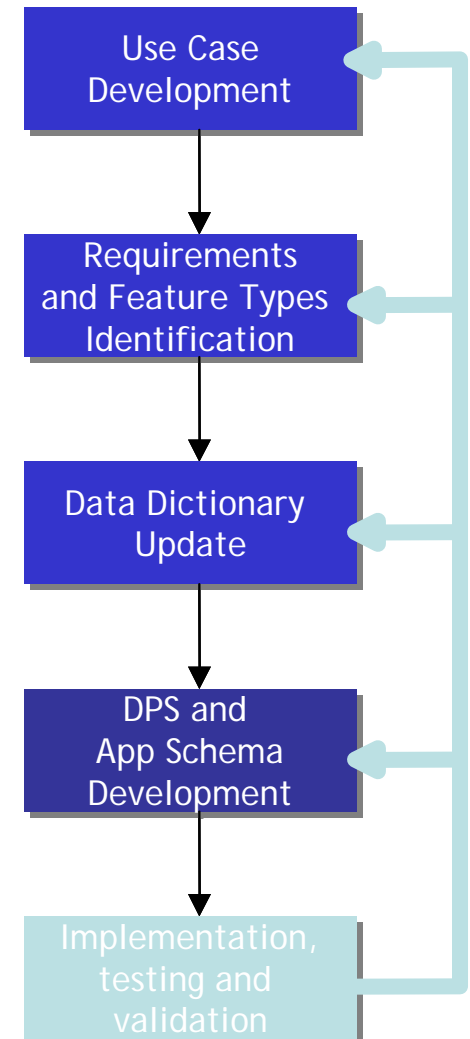 Use Case
Development
Requirements
and Feature Types
Identification
Data Dictionary
Update
DPS and
App Schema
Development
Implementation,
testing and
validation